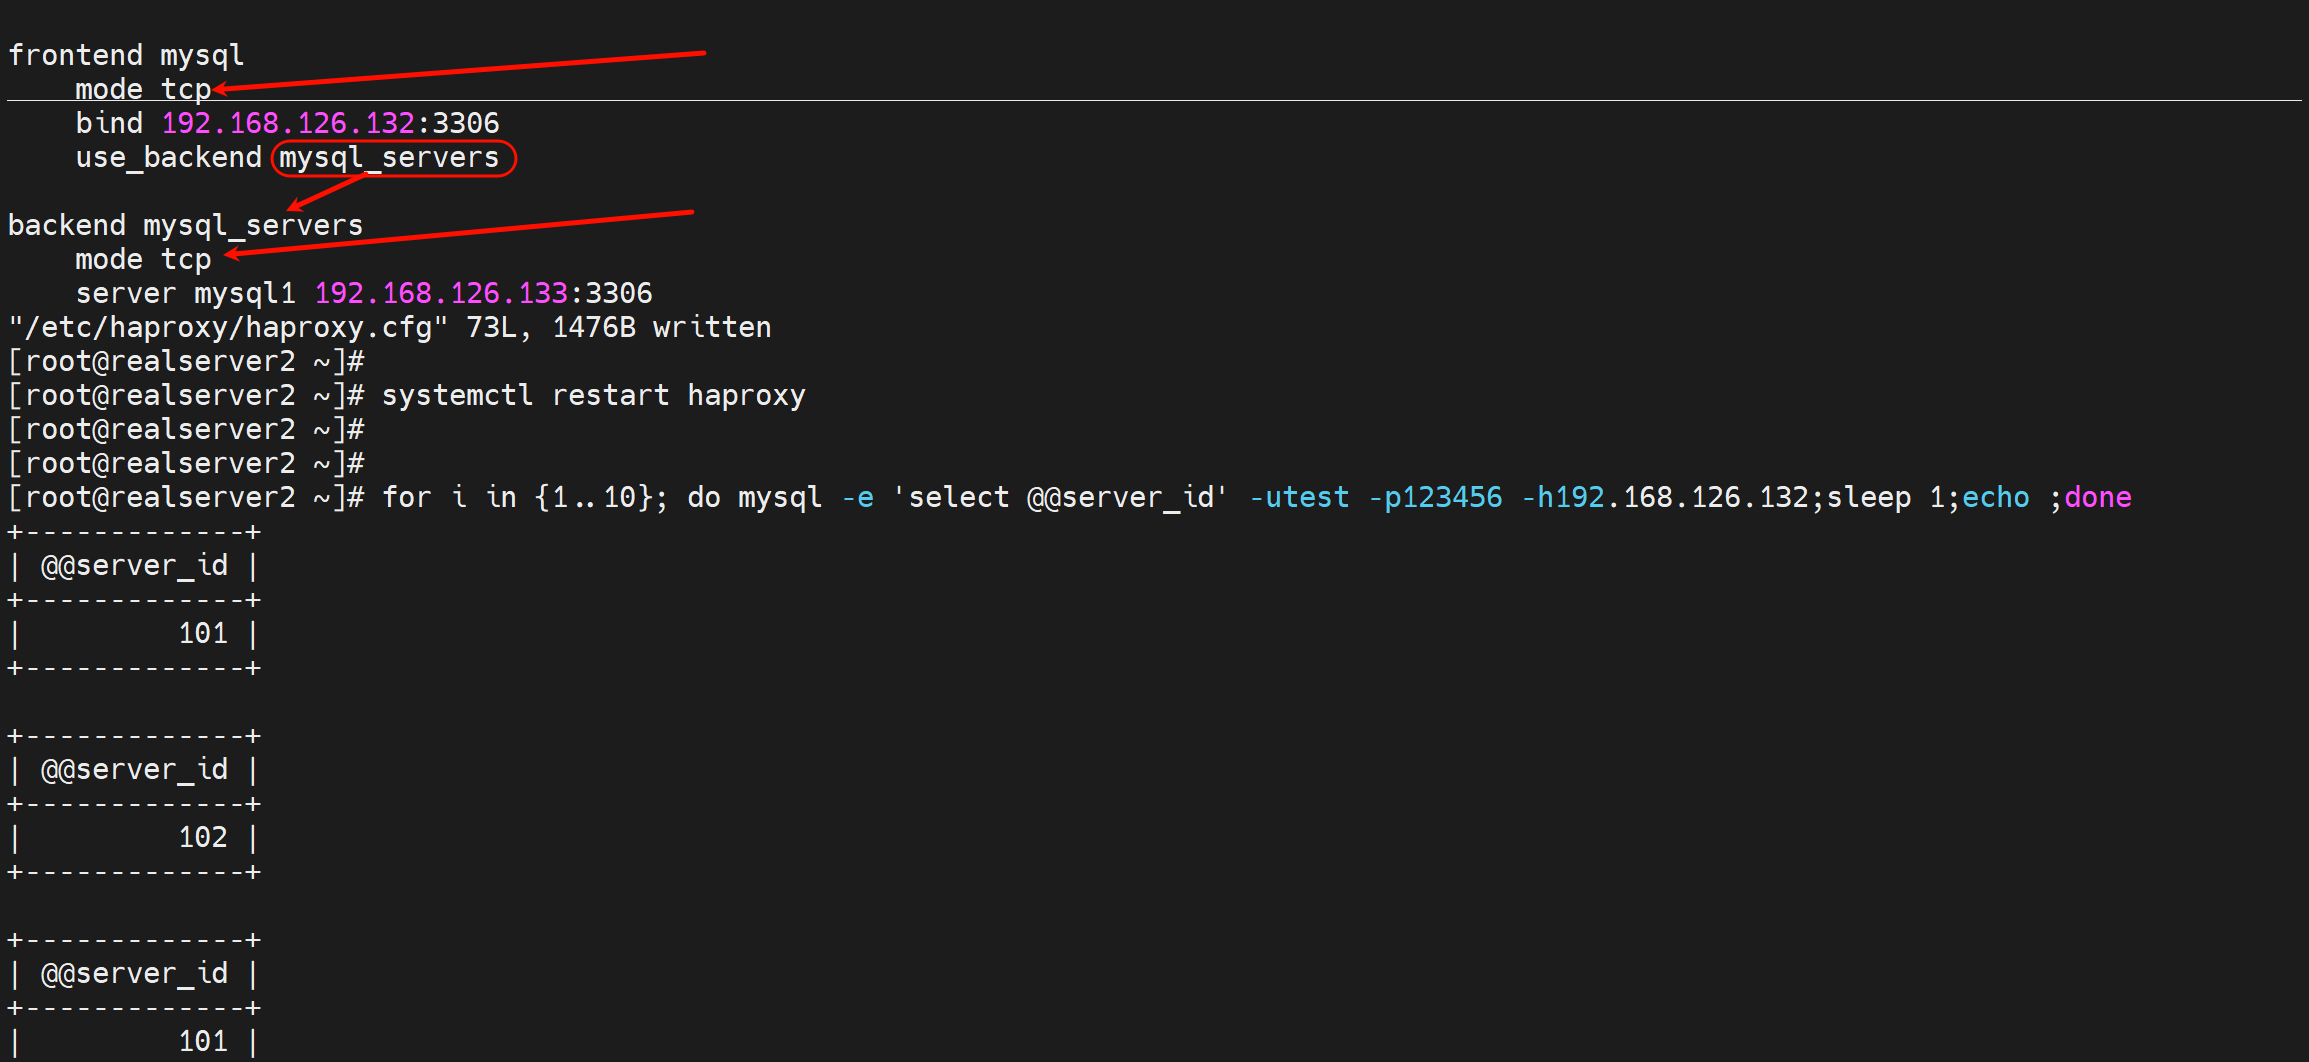 frontend mysql
    mode tcp
    bind 192.168.126.132:3306
    use_backend mysql_servers

backend mysql_servers
    mode tcp
    server mysql1 192.168.126.133:3306
"/etc/haproxy/haproxy.cfg" 73L, 1476B written
[root@realserver2 ~]#
[root@realserver2 ~]# systemctl restart haproxy
[root@realserver2 ~]#
[root@realserver2 ~]#
[root@realserver2 ~]# for i in {1..10}; do mysql -e 'select @@server_id' -utest -p123456 -h192.168.126.132;sleep 1;echo ;done
+-------------+
| @@server_id |
+-------------+
|         101 |
+-------------+

+-------------+
| @@server_id |
+-------------+
|         102 |
+-------------+

+-------------+
| @@server_id |
+-------------+
|         101 |